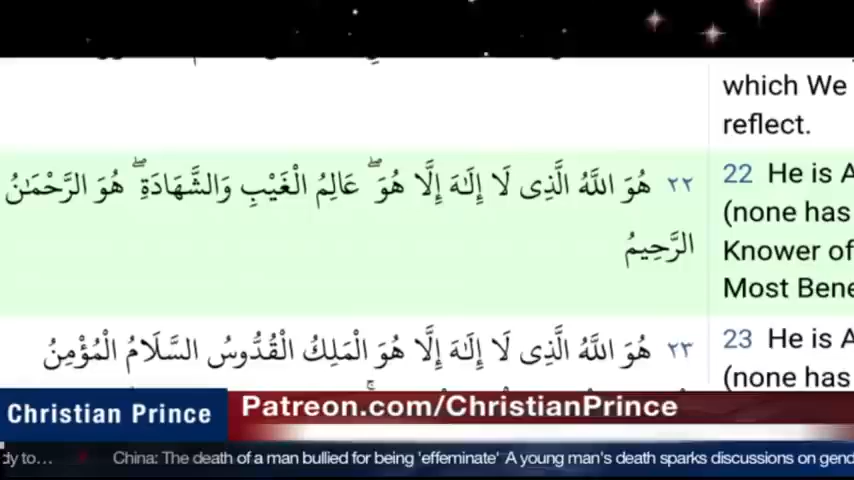 which We
reflect.
٢٢ هُوَ اللَّهُ الَّذِى لَا إِلَـٰهَ إِلَّا هُوَ ۖ عَالِمُ الْغَيْبِ وَالشَّهَادَةِ ۖ هُوَ الرَّحْمَـٰنُ
الرَّحِيمُ
22 He is A
(none has
Knower of
Most Bene
٢٣ هُوَ اللَّهُ الَّذِى لَا إِلَـٰهَ إِلَّا هُوَ الْمَلِكُ الْقُدُّوسُ السَّلَامُ الْمُؤْمِنُ
23 He is A
(none has
Christian Prince
Patreon.com/ChristianPrince
dy to... China: The death of a man bullied for being 'effeminate' A young man's death sparks discussions on gend